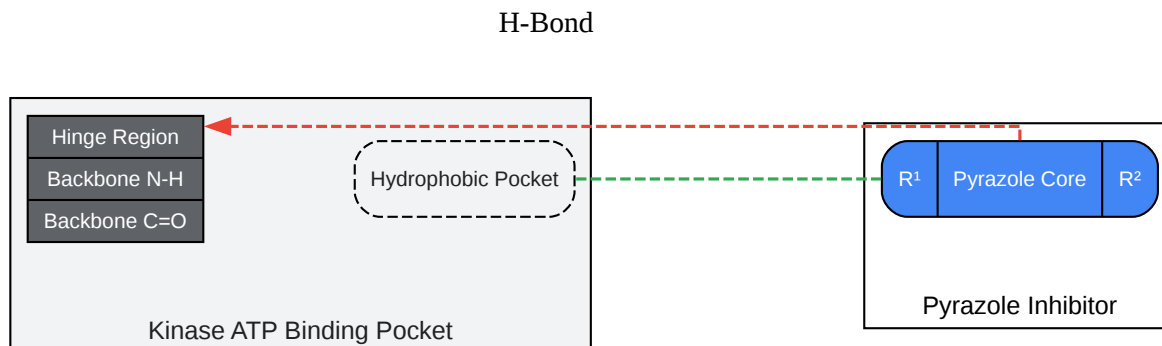 H-Bond
Hinge Region
Backbone N-H
Backbone C=O
Hydrophobic Pocket
R¹
Pyrazole Core
R²
Kinase ATP Binding Pocket
Pyrazole Inhibitor